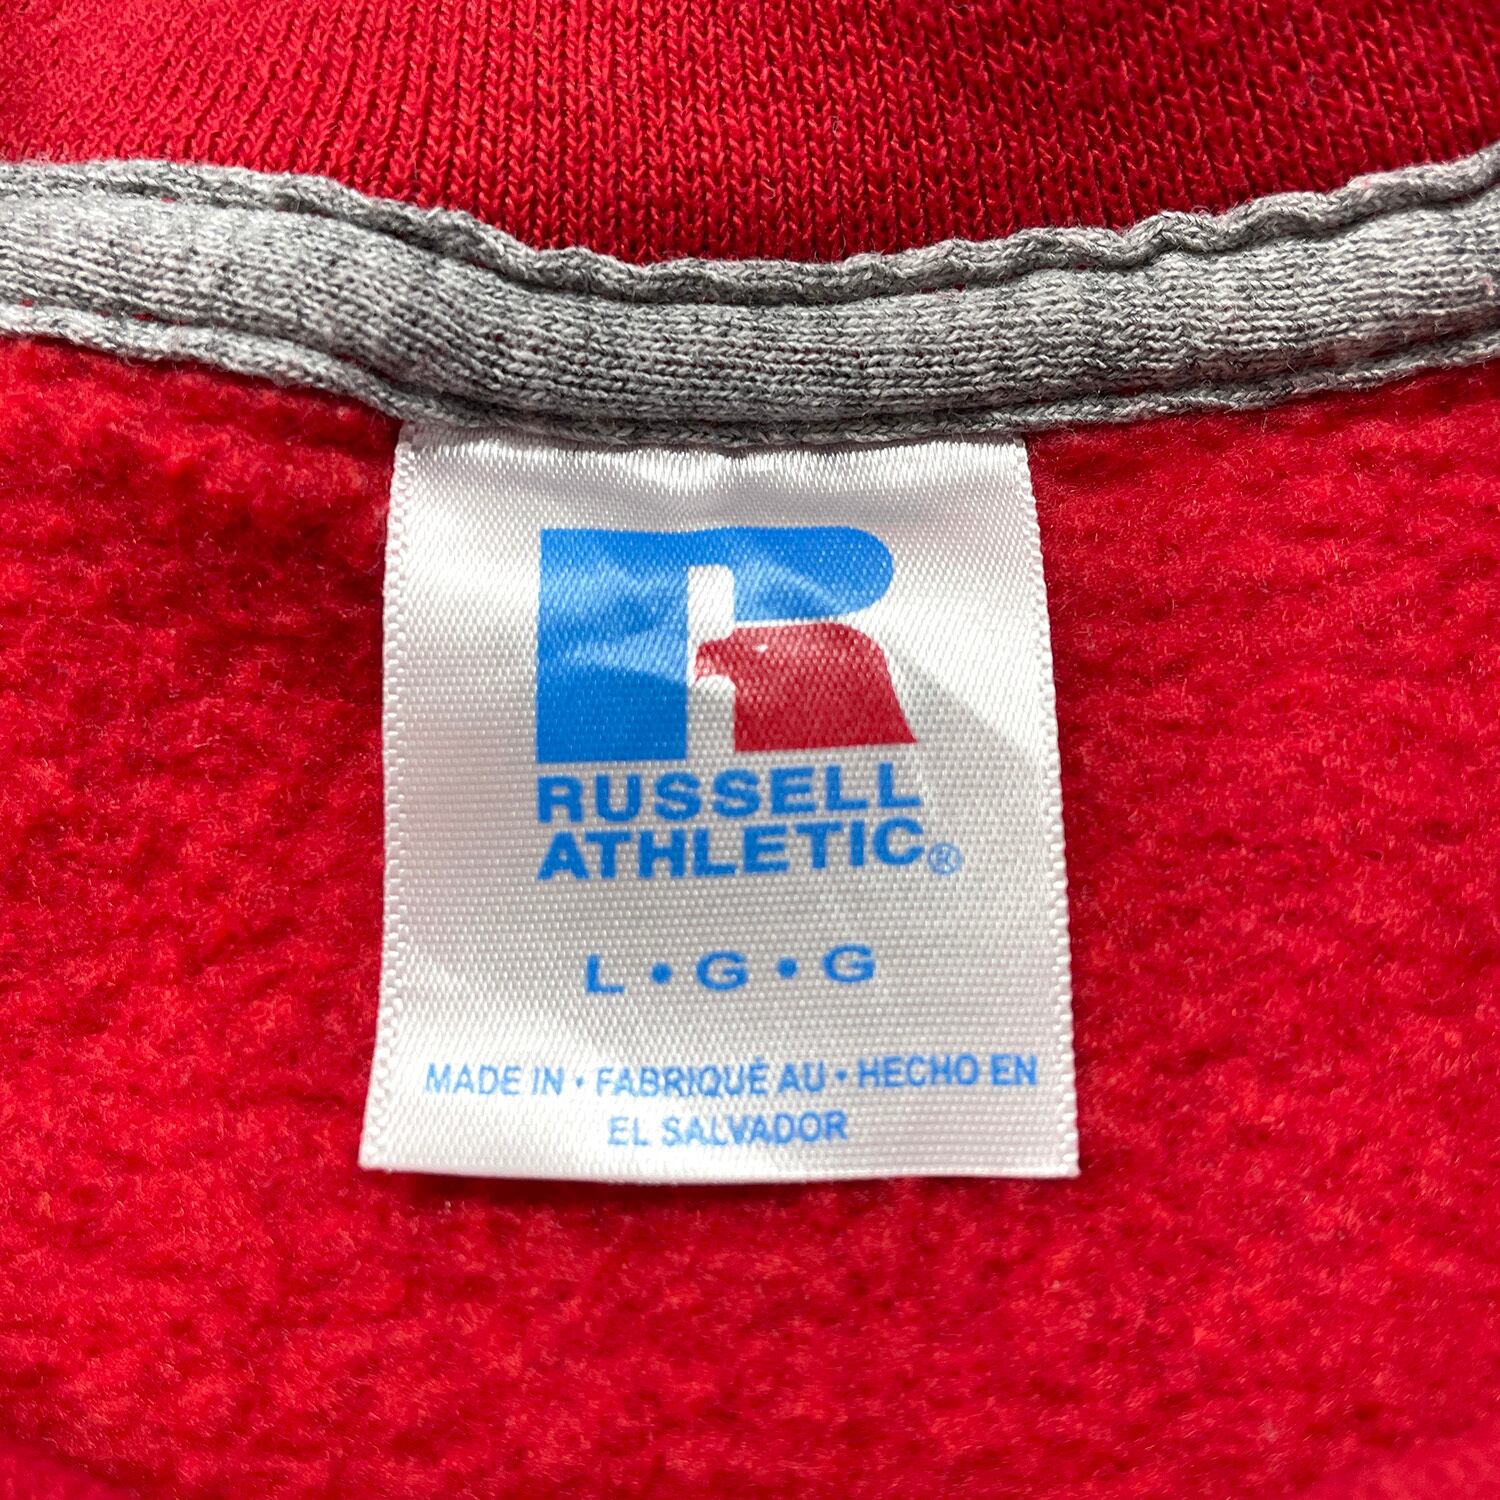 RUSSELL
ATHLETIC®
L • G • G
MADE IN • FABRIQUÉ AU • HECHO EN
EL SALVADOR